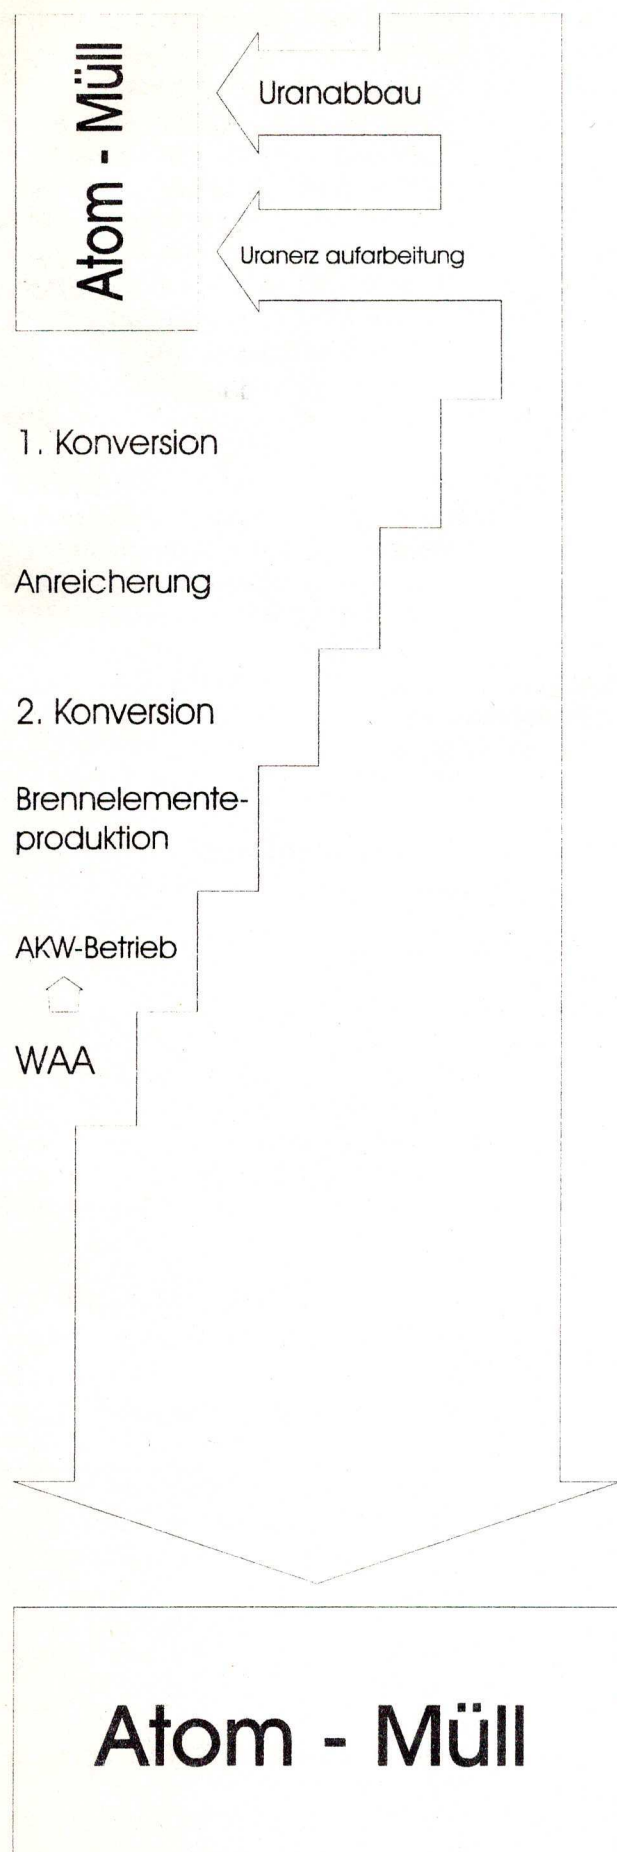 Atom - Müll
Uranabbau
Uranerz aufarbeitung
1. Konversion
Anreicherung
2. Konversion
Brennelemente-
produktion
AKW-Betrieb
WAA
Atom - Müll